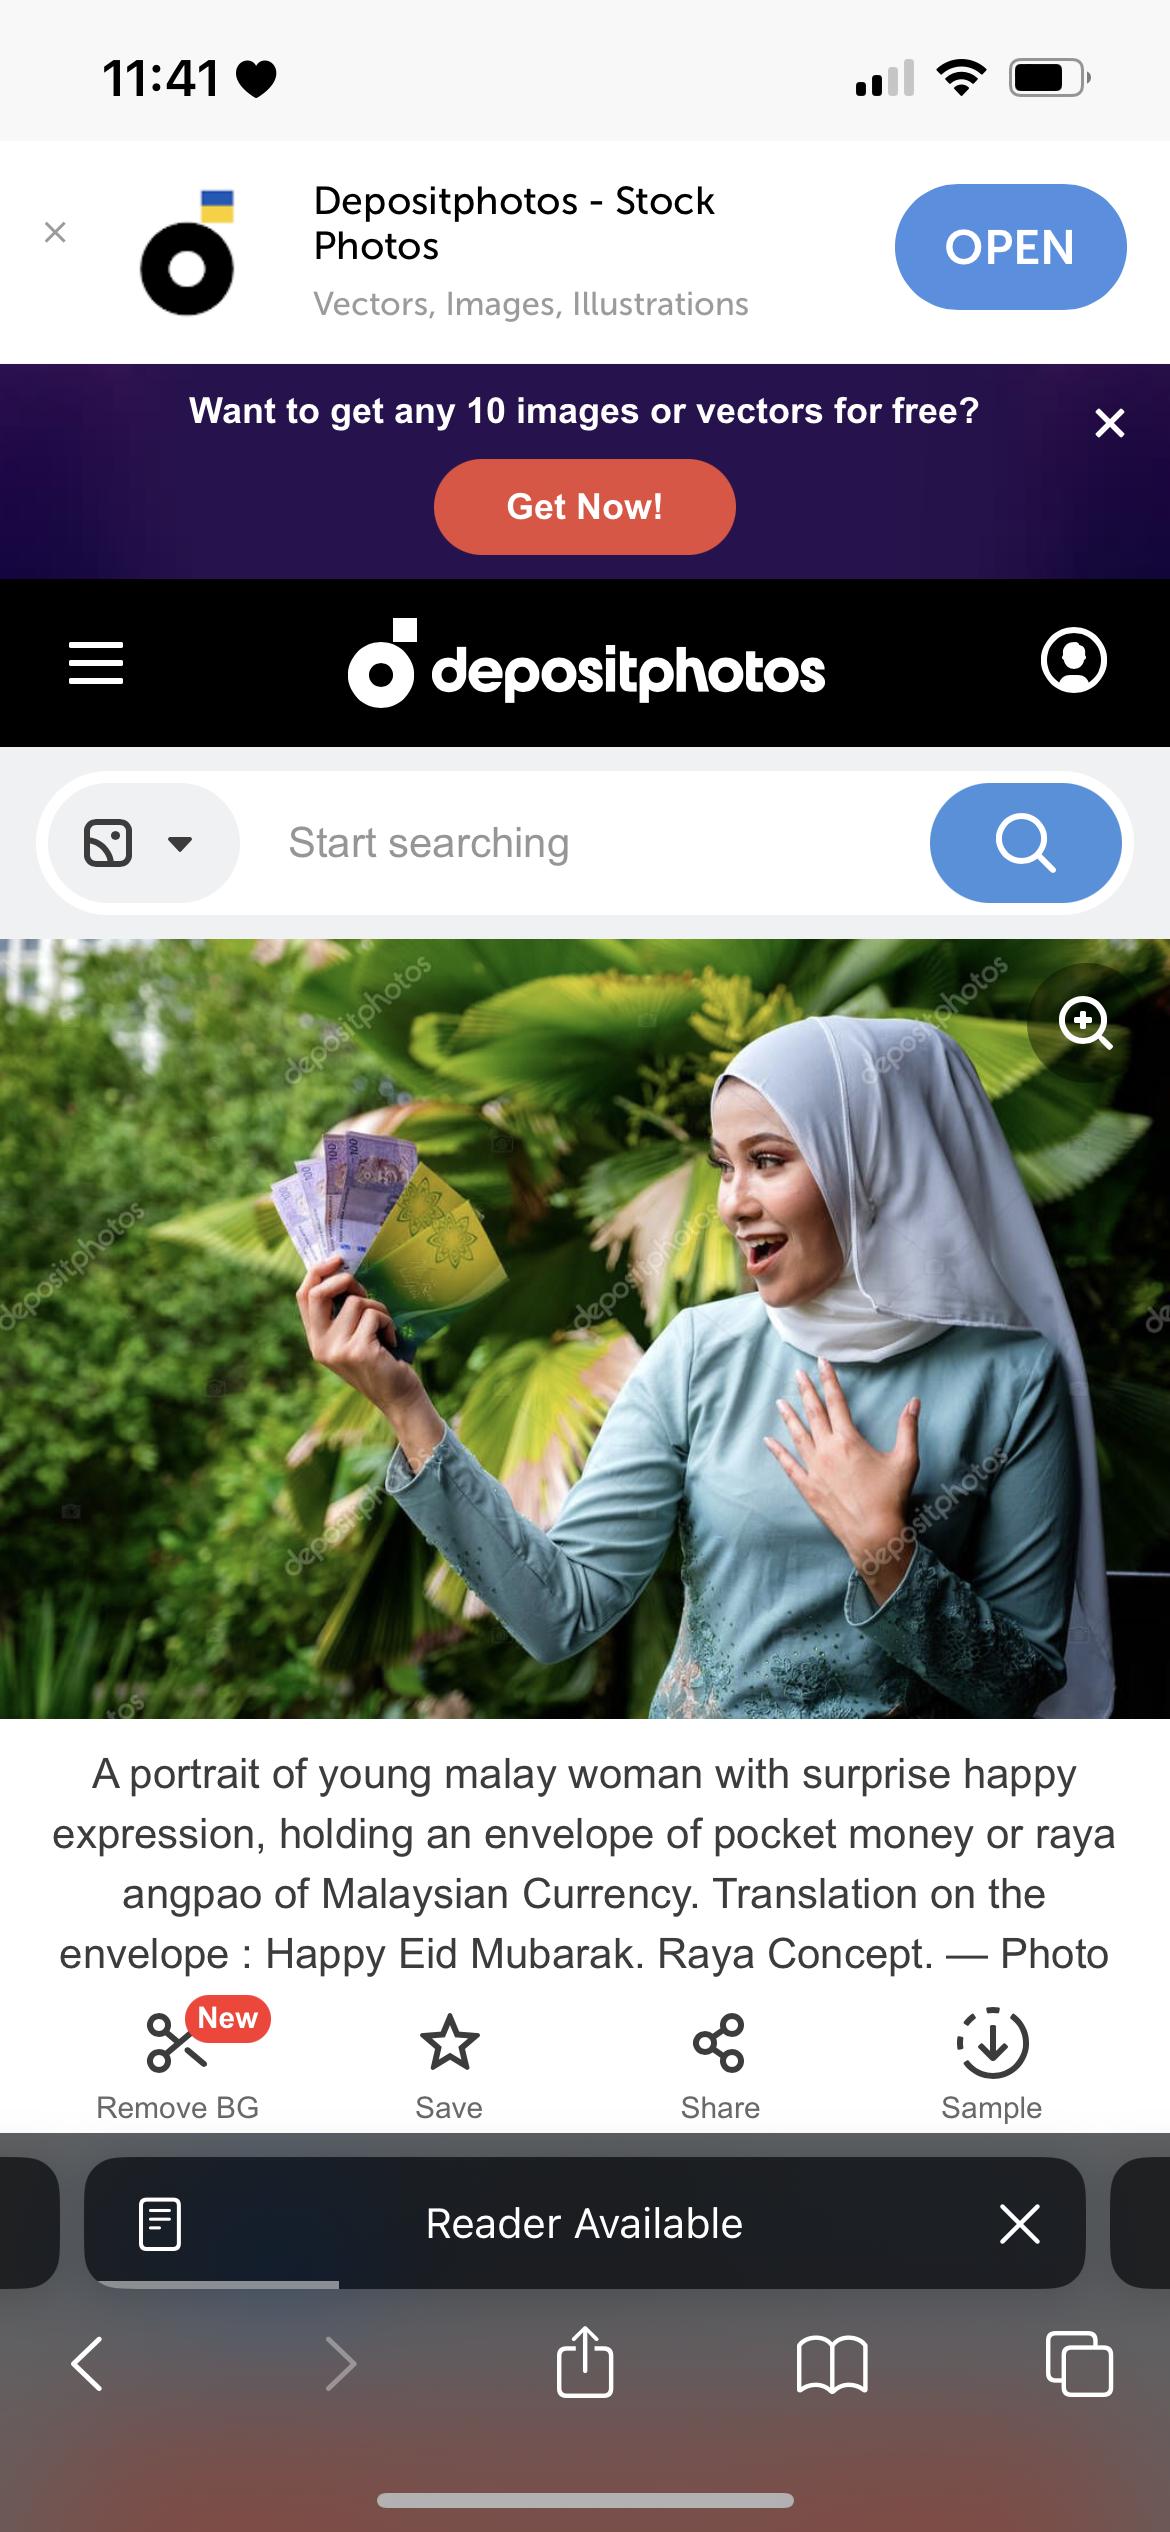 11:41
Depositphotos - Stock
Photos
OPEN
Vectors, Images, Illustrations
Want to get any 10 images or vectors for free?
Get Now!
depositphotos
Start searching
depositphotos
depositphotos
100
100
100
depositphotos
depositphotos
depositphotos
depositphotos
A portrait of young malay woman with surprise happy
expression, holding an envelope of pocket money or raya
angpao of Malaysian Currency. Translation on the
envelope : Happy Eid Mubarak. Raya Concept. — Photo
New
Remove BG
Save
Share
Sample
Reader Available